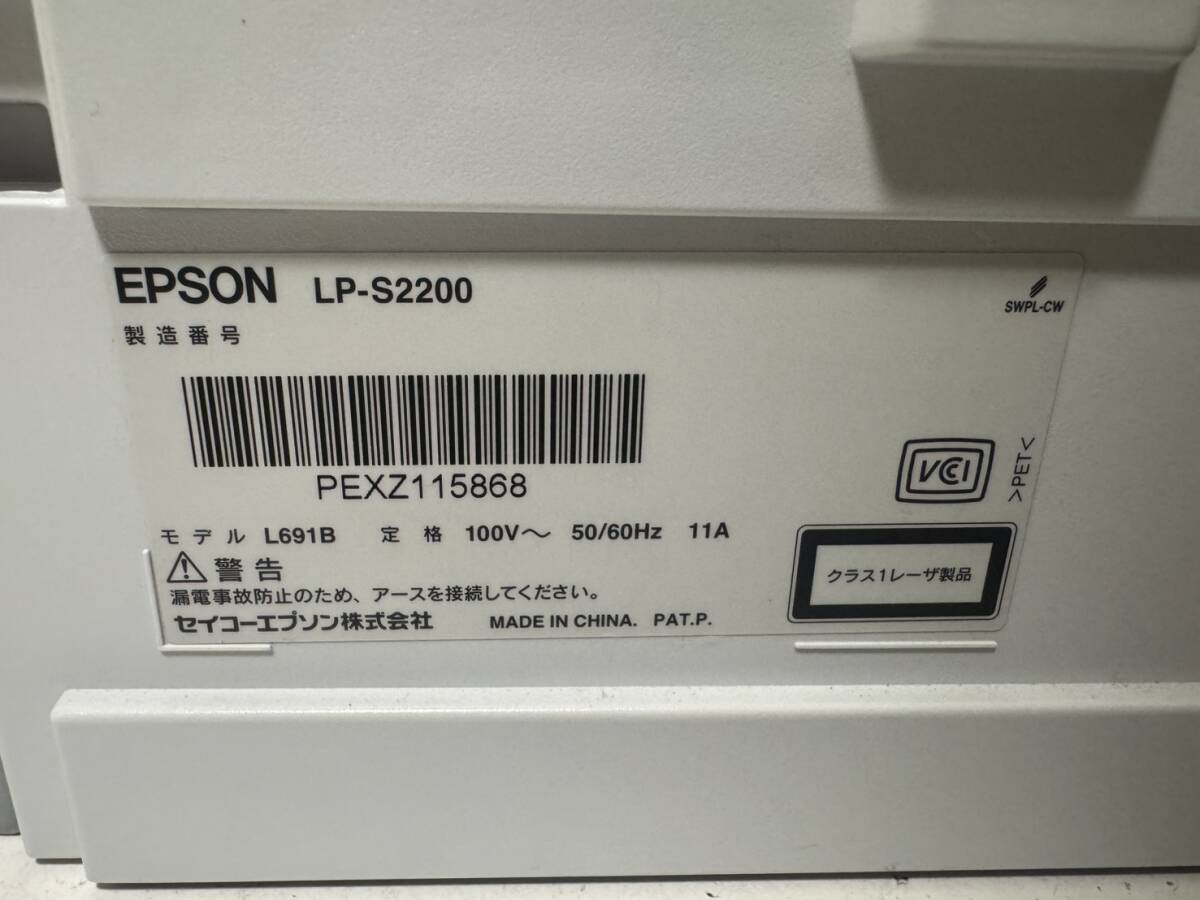 EPSON LP-S2200
SWPL-CW
製造番号
PEXZ115868
VCCI
>PET<
モデル L691B 定格 100V～ 50/60Hz 11A
警告
クラス1レーザ製品
漏電事故防止のため、アースを接続してください。
セイコーエプソン株式会社 MADE IN CHINA. PAT.P.